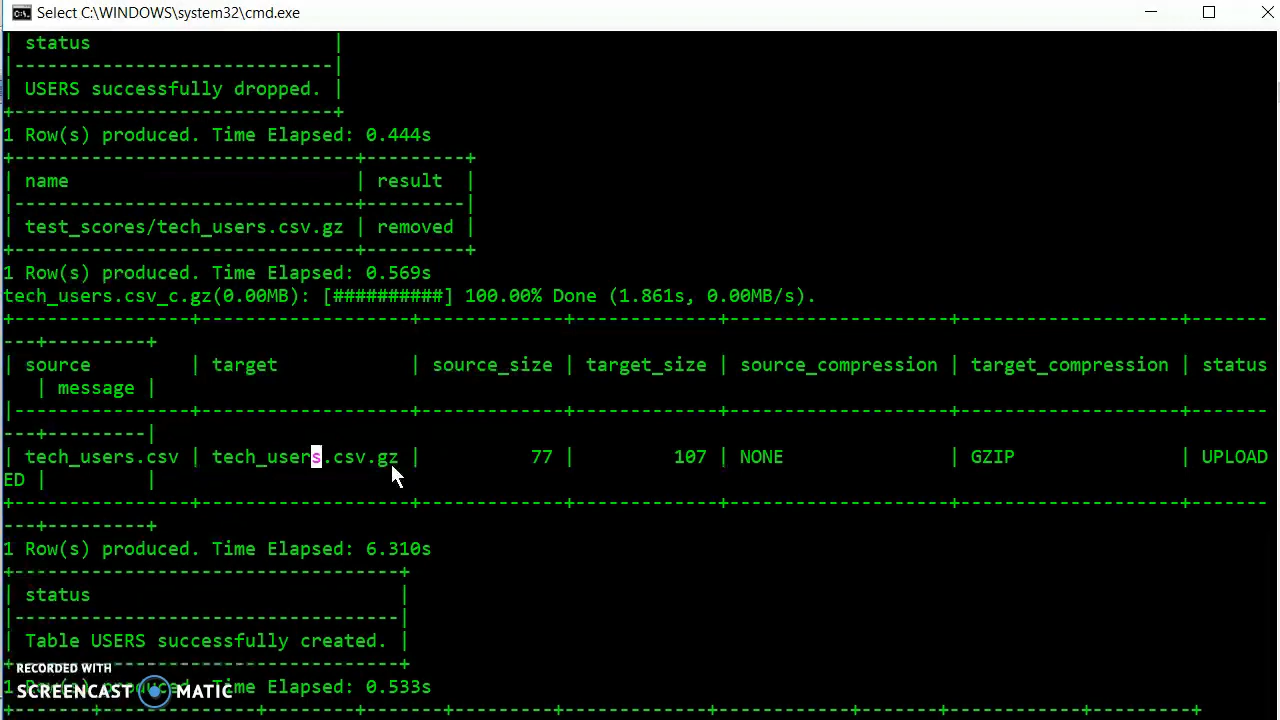 Select C:\WINDOWS\system32\cmd.exe
| status                      |
|-----------------------------|
| USERS successfully dropped. |
+-----------------------------+
1 Row(s) produced. Time Elapsed: 0.444s
+-------------------------------+---------+
| name                          | result  |
|-------------------------------+---------|
| test_scores/tech_users.csv.gz | removed |
+-------------------------------+---------+
1 Row(s) produced. Time Elapsed: 0.569s
tech_users.csv_c.gz(0.00MB): [##########] 100.00% Done (1.861s, 0.00MB/s).
+----------------+-------------------+-------------+-------------+--------------------+--------------------+-------
---+---------+
| source         | target            | source_size | target_size | source_compression | target_compression | status
   | message |
|----------------+-------------------+-------------+-------------+--------------------+--------------------+-------
---+---------|
| tech_users.csv | tech_users.csv.gz |          77 |         107 | NONE               | GZIP               | UPLOAD
ED |         |
+----------------+-------------------+-------------+-------------+--------------------+--------------------+-------
---+---------+
1 Row(s) produced. Time Elapsed: 6.310s
+-----------------------------------+
| status                            |
|-----------------------------------|
| Table USERS successfully created. |
+-----------------------------------+
RECORDED WITH
1 Row(s) produced. Time Elapsed: 0.533s
SCREENCAST MATIC